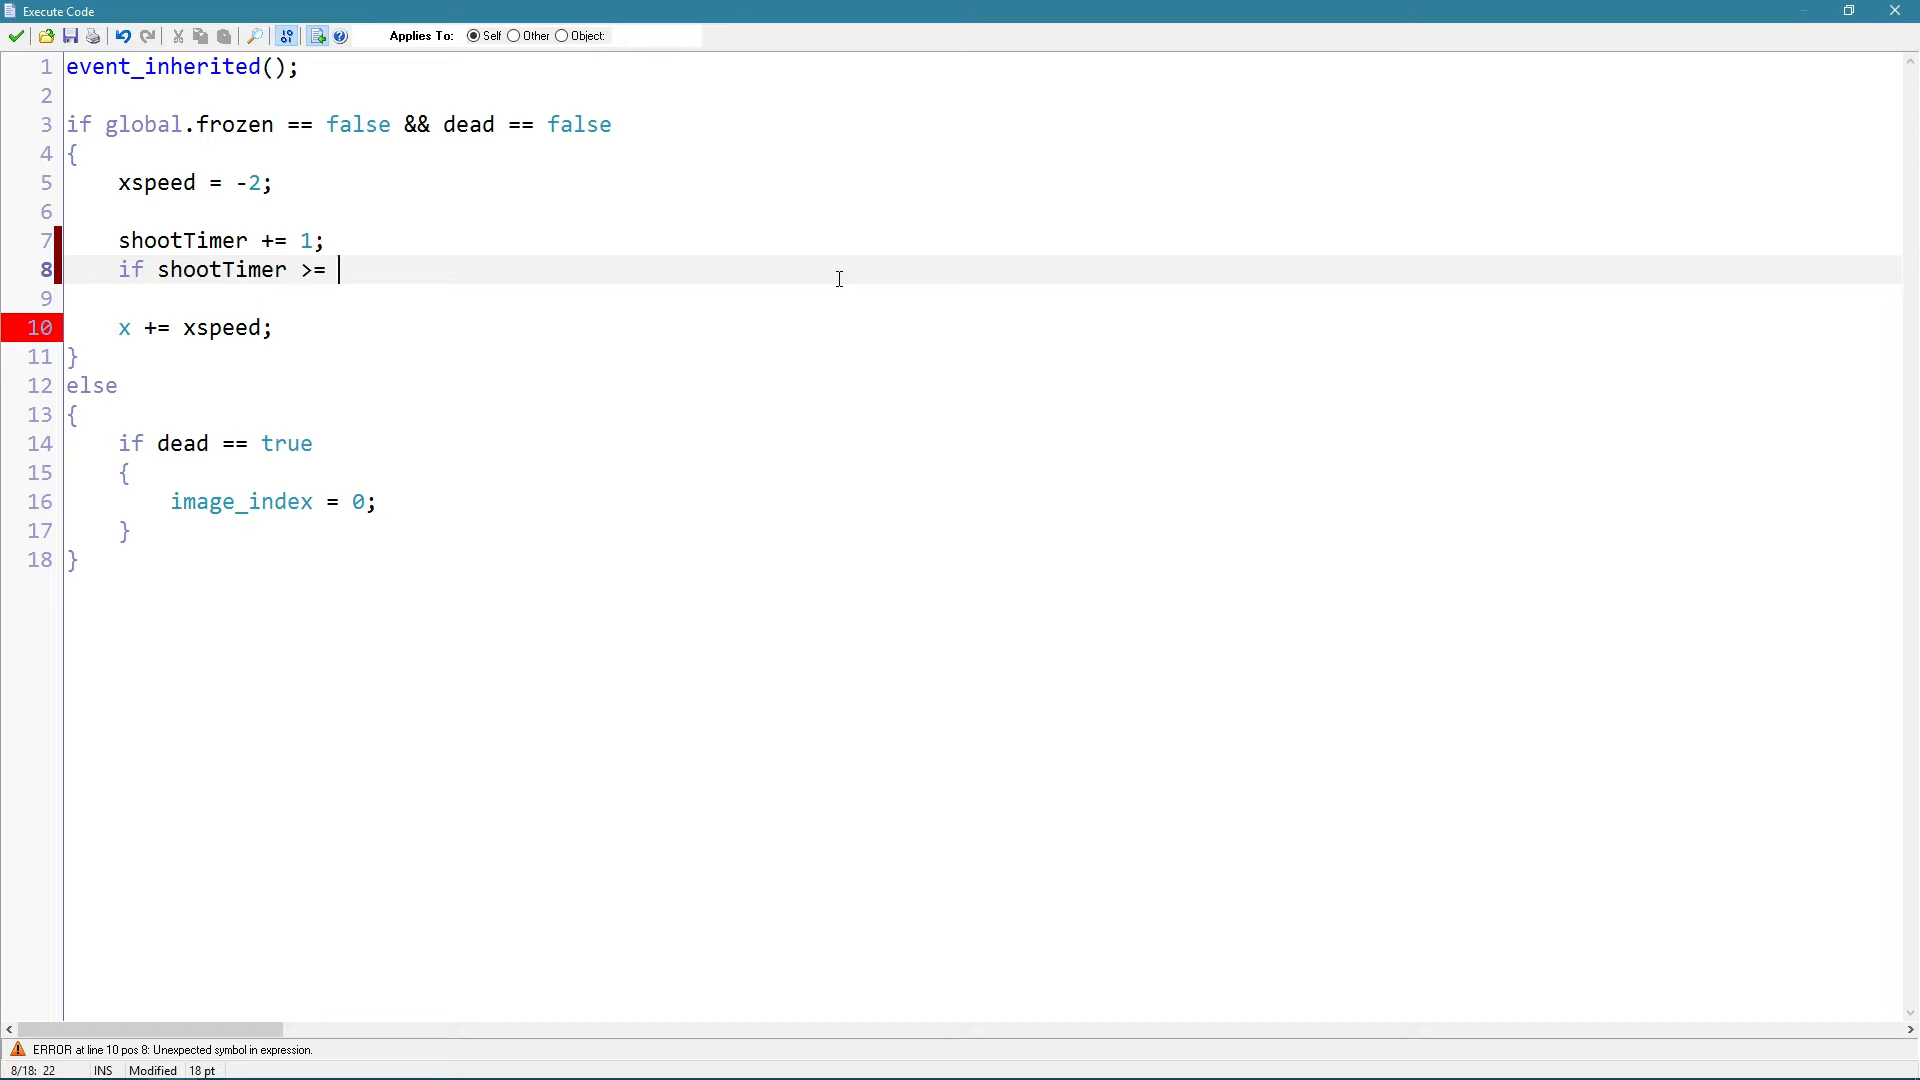 Execute Code
Applies To: Self Other Object:
1 event_inherited();
2
3 if global.frozen == false && dead == false
4 {
5 xspeed = -2;
6
7 shootTimer += 1;
8 if shootTimer >=
9
10 x += xspeed;
11 }
12 else
13 {
14 if dead == true
15 {
16 image_index = 0;
17 }
18 }
ERROR at line 10 pos 8: Unexpected symbol in expression.
8/18: 22 INS Modified 18 pt